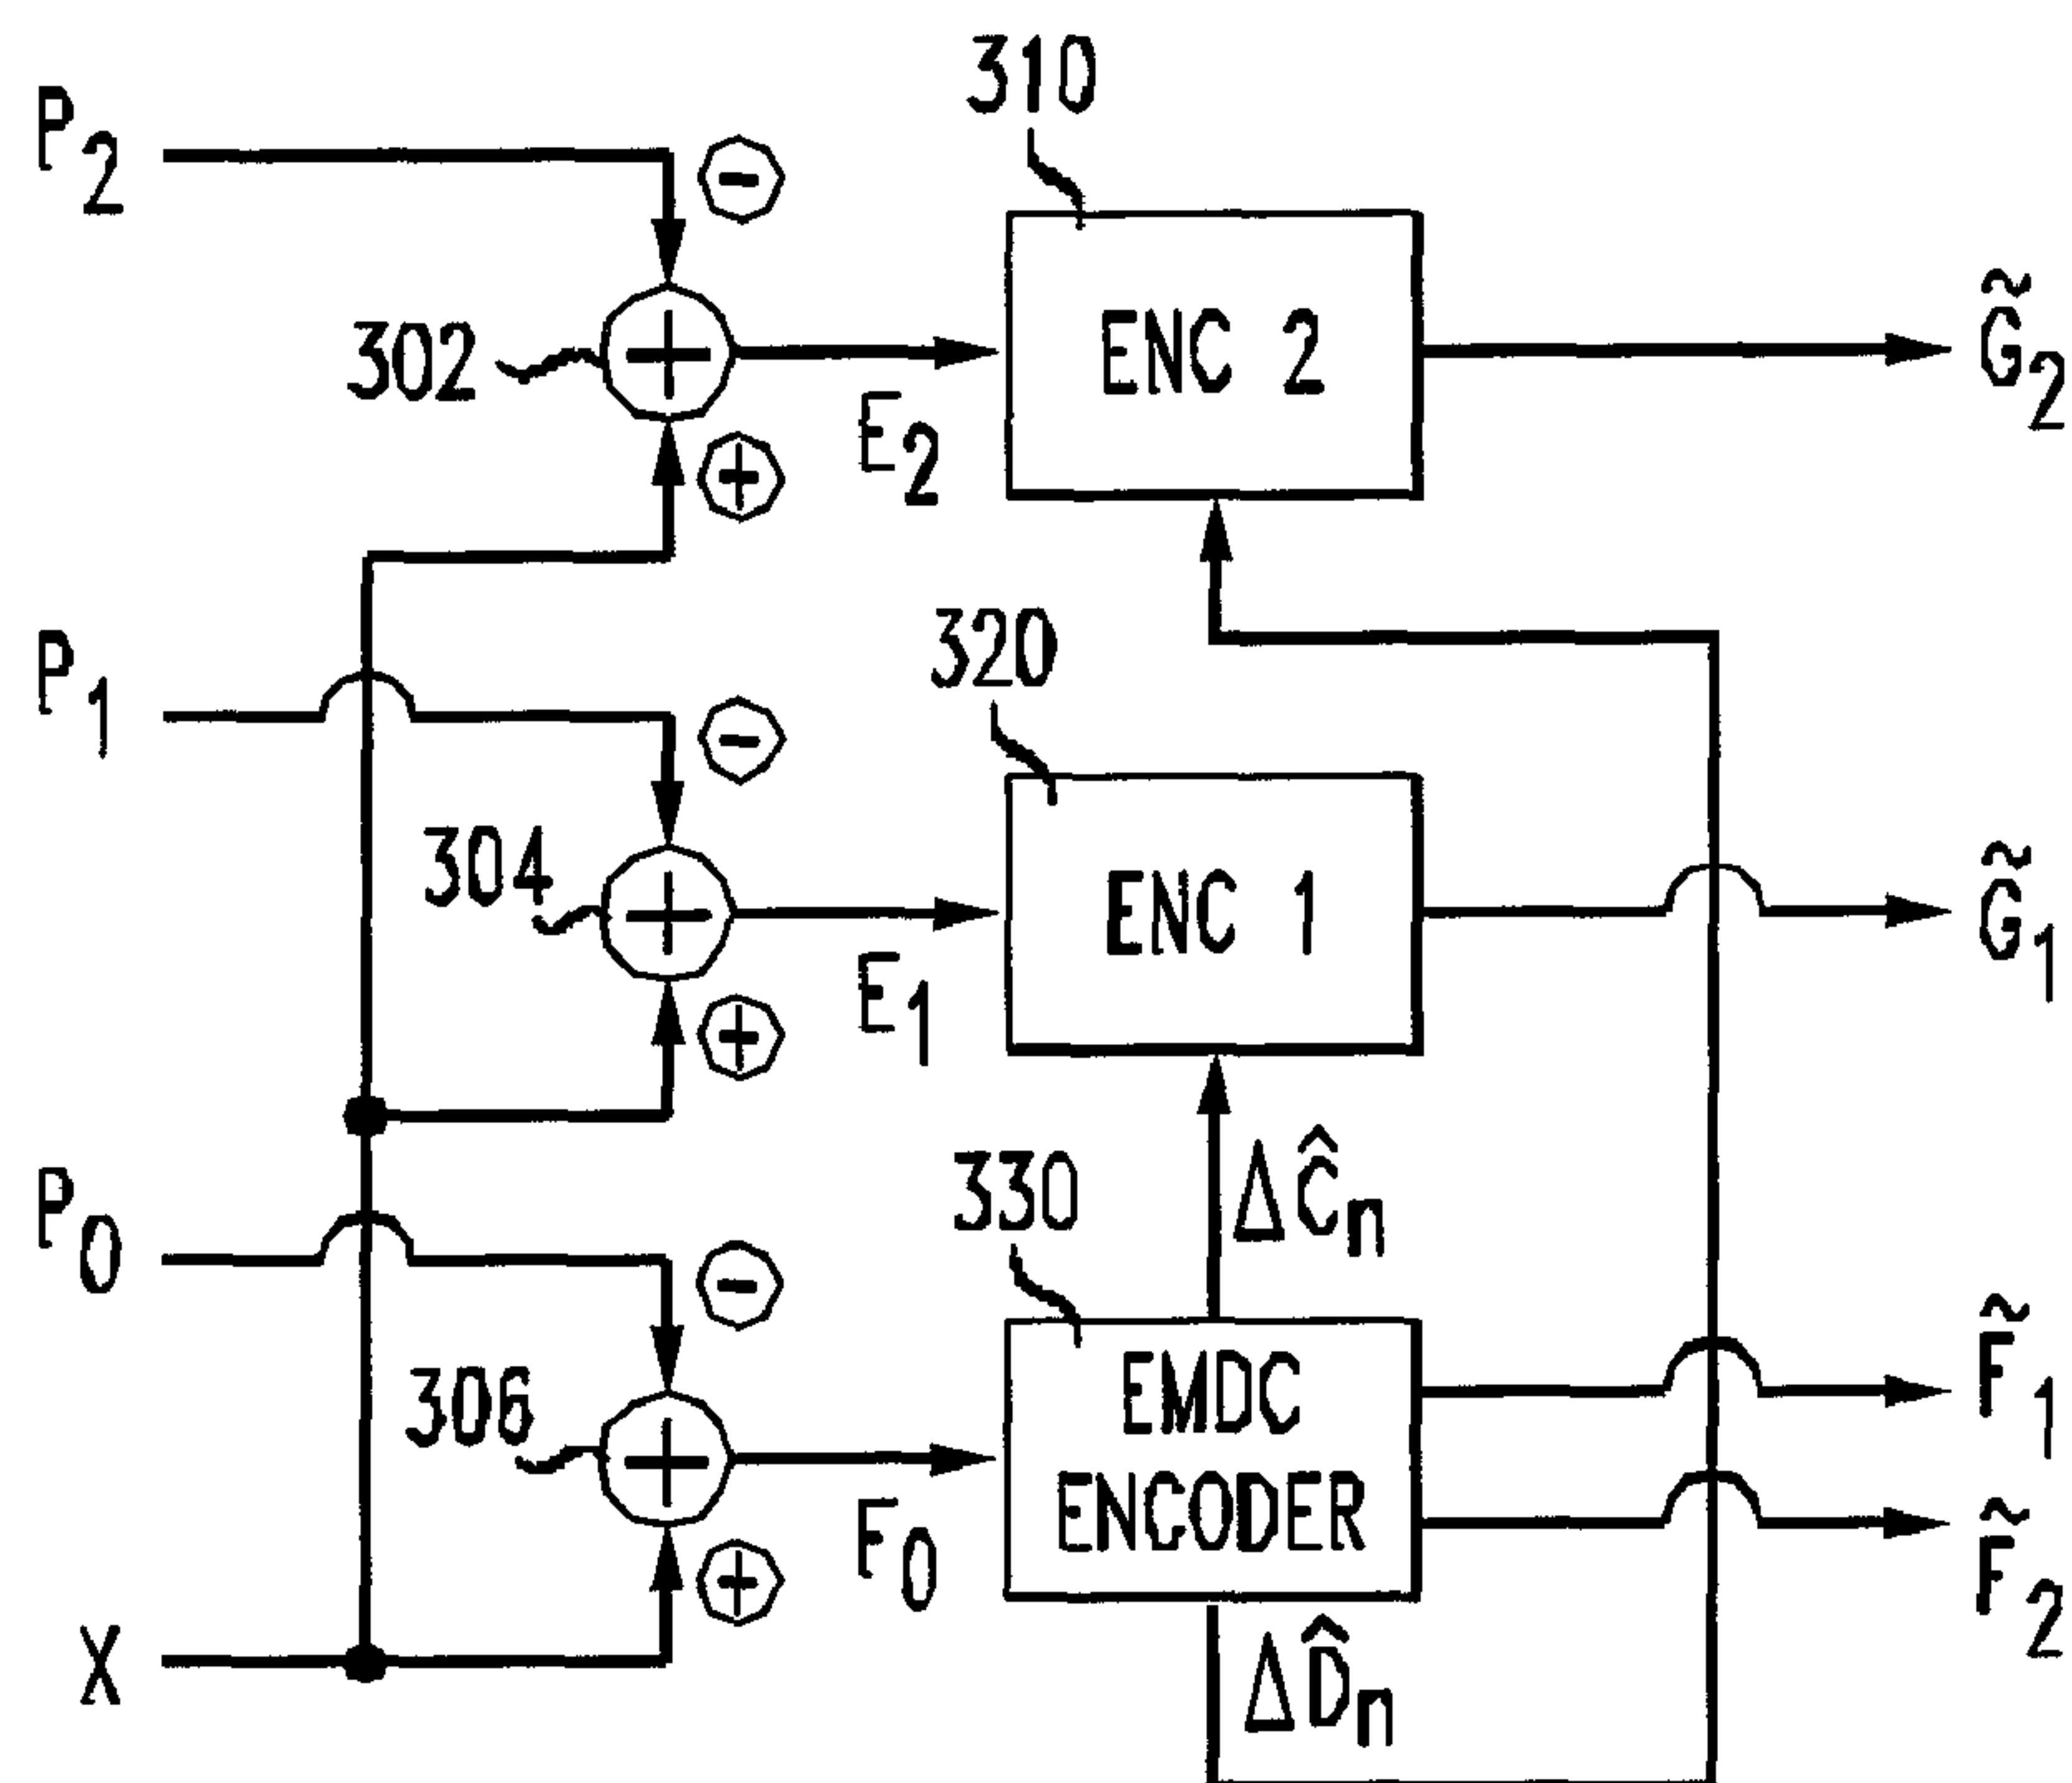 310
P2
-
302
+
ENC 2
G̃2
+
E2
P1
320
-
304
+
ENC 1
G̃1
+
E1
P0
330
ΔĈn
-
306
+
EMDC
ENCODER
F̃1
F̃2
+
F0
X
ΔD̂n